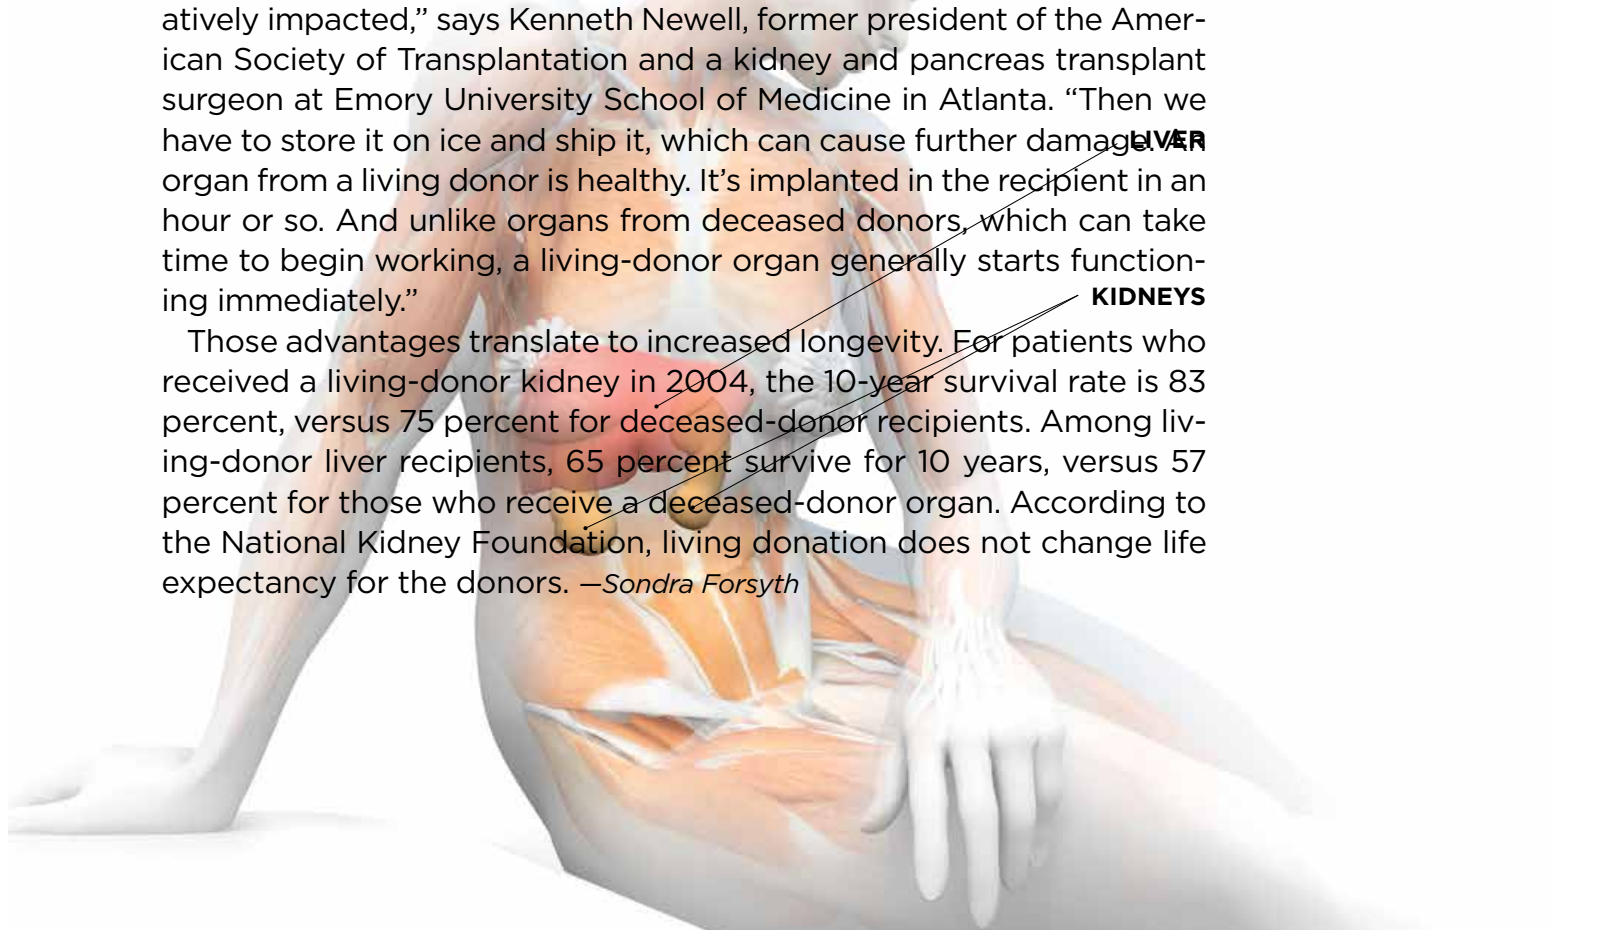 atively impacted,” says Kenneth Newell, former president of the Amer-
ican Society of Transplantation and a kidney and pancreas transplant
surgeon at Emory University School of Medicine in Atlanta. “Then we
have to store it on ice and ship it, which can cause further damage. An
LIVER
organ from a living donor is healthy. It’s implanted in the recipient in an
hour or so. And unlike organs from deceased donors, which can take
time to begin working, a living-donor organ generally starts function-
ing immediately.”
KIDNEYS
Those advantages translate to increased longevity. For patients who
received a living-donor kidney in 2004, the 10-year survival rate is 83
percent, versus 75 percent for deceased-donor recipients. Among liv-
ing-donor liver recipients, 65 percent survive for 10 years, versus 57
percent for those who receive a deceased-donor organ. According to
the National Kidney Foundation, living donation does not change life
expectancy for the donors. —Sondra Forsyth